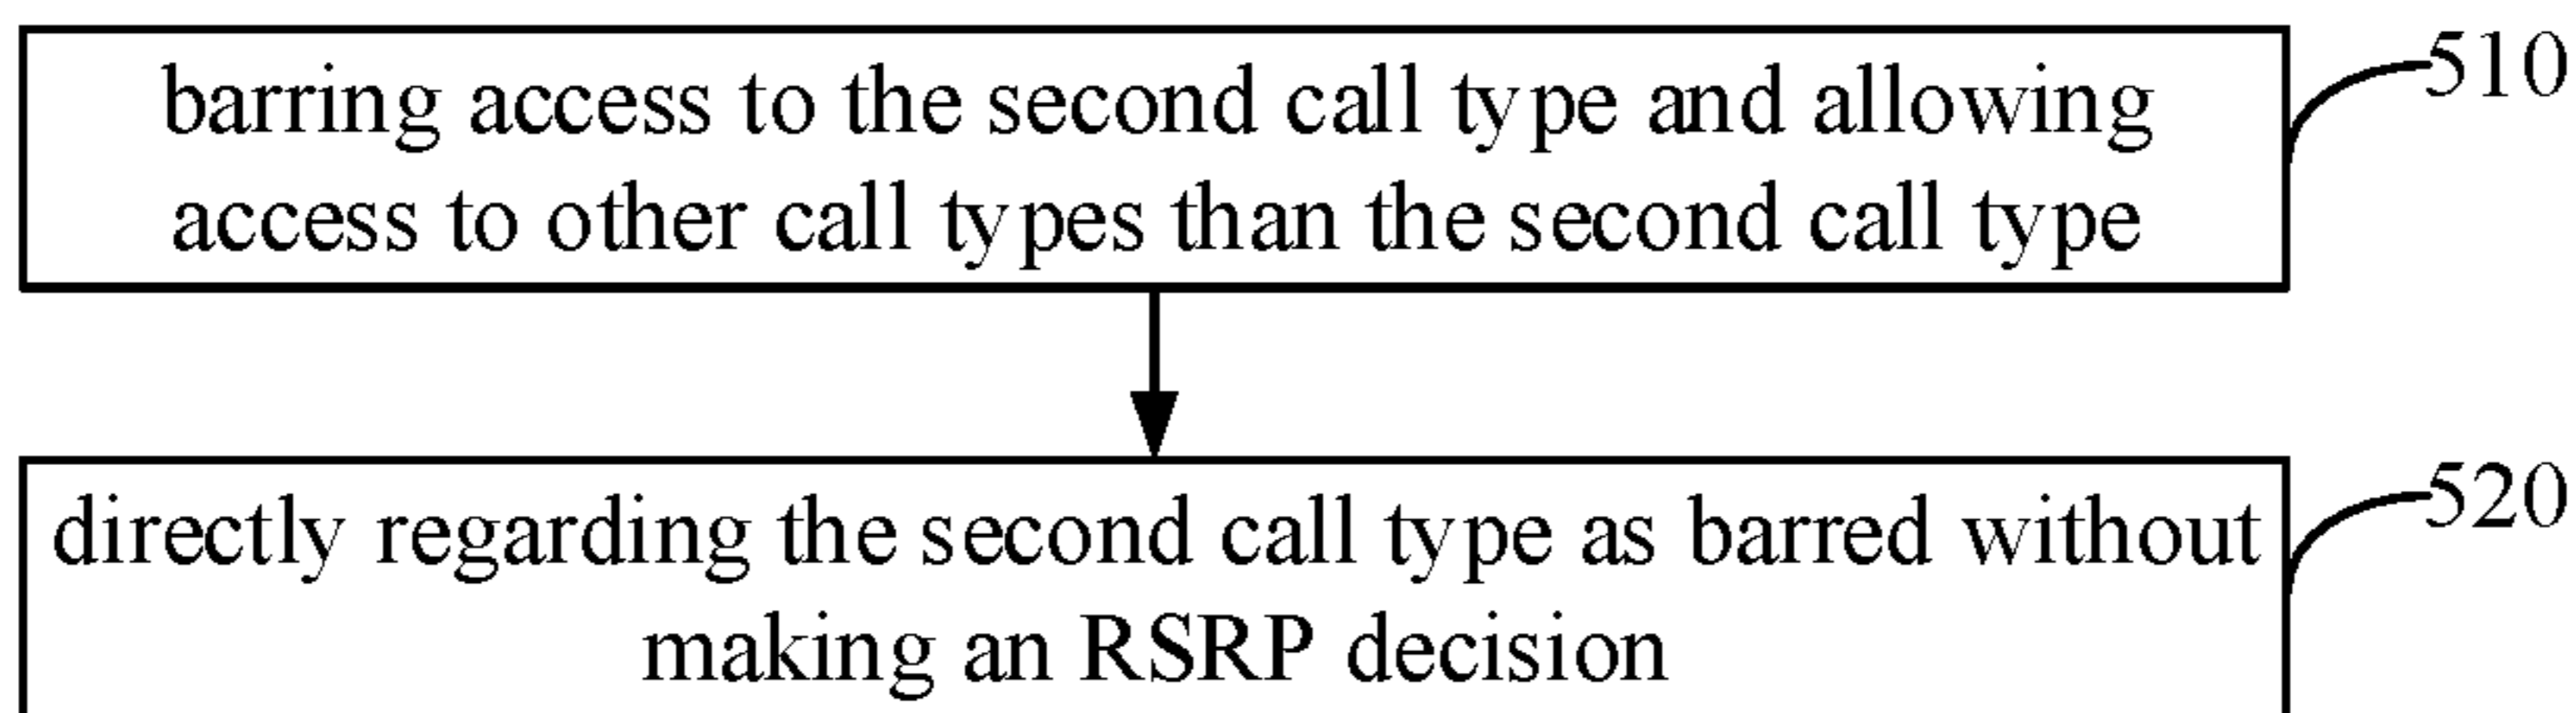 barring access to the second call type and allowing
access to other call types than the second call type
510
directly regarding the second call type as barred without
making an RSRP decision
520